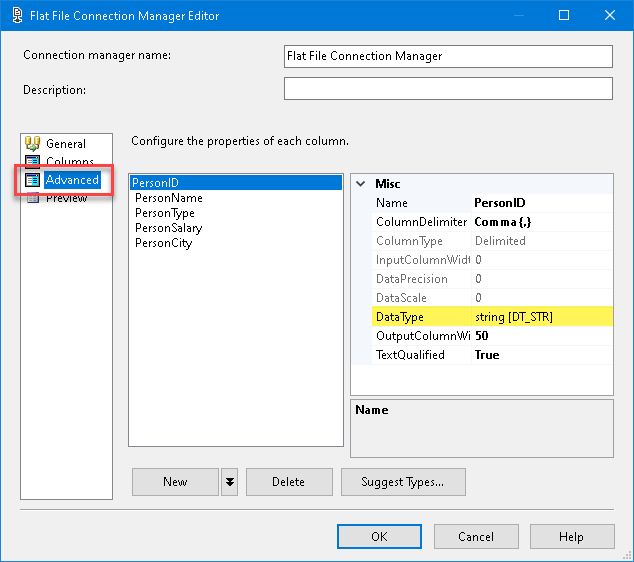 Flat File Connection Manager Editor
Connection manager name: Flat File Connection Manager
Description:
General
Columns
Advanced
Preview
Configure the properties of each column.
PersonID
PersonName
PersonType
PersonSalary
PersonCity
Misc
Name PersonID
ColumnDelimiter Comma {,}
ColumnType Delimited
InputColumnWidt 0
DataPrecision 0
DataScale 0
DataType string [DT_STR]
OutputColumnWi 50
TextQualified True
Name
New Delete Suggest Types...
OK Cancel Help